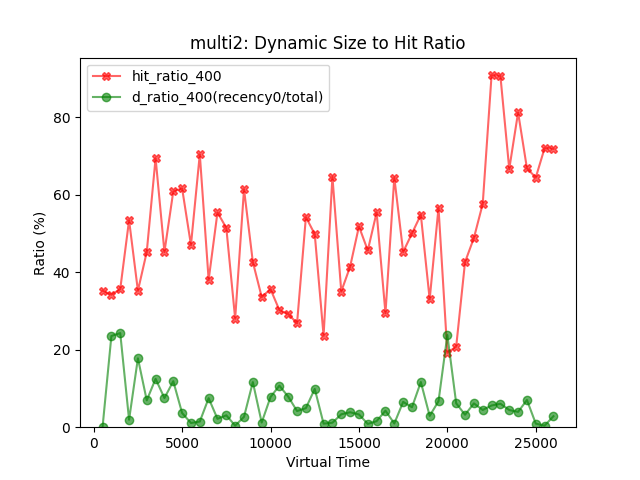 multi2: Dynamic Size to Hit Ratio
hit_ratio_400
d_ratio_400(recency0/total)
Ratio (%)
80
60
40
20
0
0 5000 10000 15000 20000 25000
Virtual Time